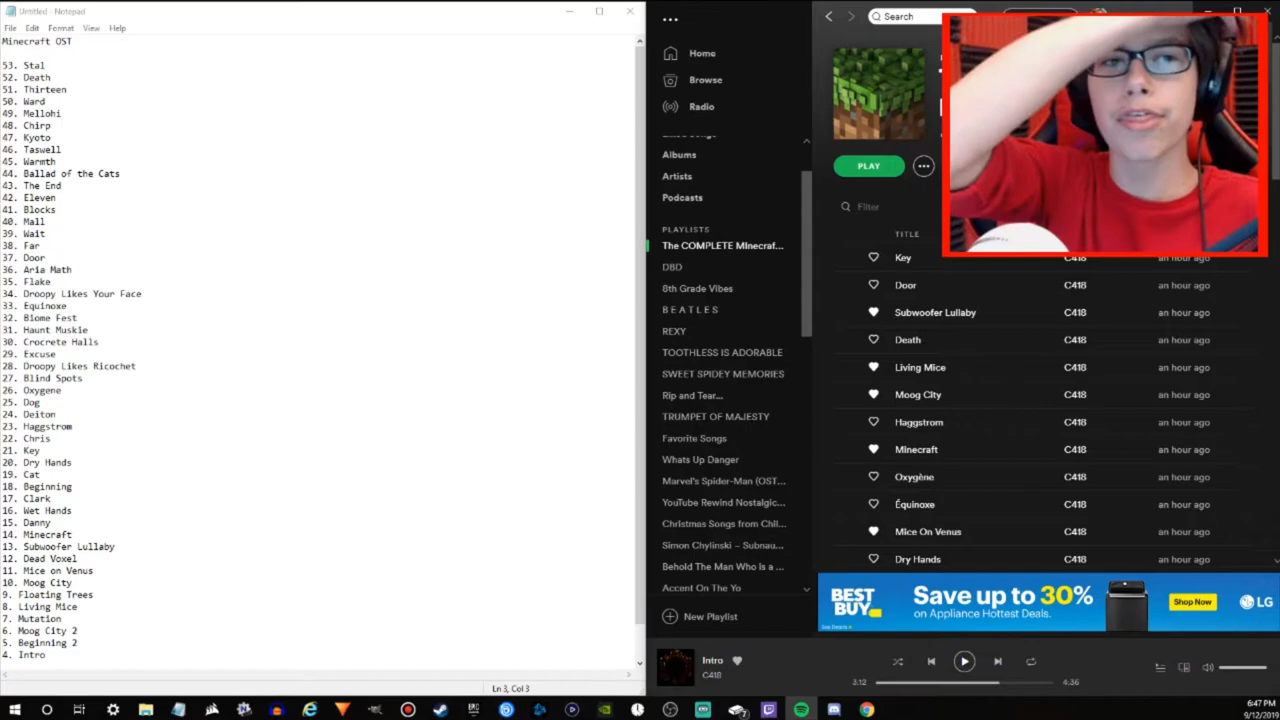 Untitled - Notepad
File Edit Format View Help
Minecraft OST
53. Stal
52. Death
51. Thirteen
50. Ward
49. Mellohi
48. Chirp
47. Kyoto
46. Taswell
45. Warmth
44. Ballad of the Cats
43. The End
42. Eleven
41. Blocks
40. Mall
39. Wait
38. Far
37. Door
36. Aria Math
35. Flake
34. Droopy Likes Your Face
33. Equinoxe
32. Biome Fest
31. Haunt Muskie
30. Crocrete Halls
29. Excuse
28. Droopy Likes Ricochet
27. Blind Spots
26. Oxygene
25. Dog
24. Deiton
23. Haggstrom
22. Chris
21. Key
20. Dry Hands
19. Cat
18. Beginning
17. Clark
16. Wet Hands
15. Danny
14. Minecraft
13. Subwoofer Lullaby
12. Dead Voxel
11. Mice on Venus
10. Moog City
9. Floating Trees
8. Living Mice
7. Mutation
6. Moog City 2
5. Beginning 2
4. Intro
Ln 3, Col 3
Home
Browse
Radio
Albums
Artists
Podcasts
PLAYLISTS
The COMPLETE MInecraf...
DBD
8th Grade Vibes
B E A T L E S
REXY
TOOTHLESS IS ADORABLE
SWEET SPIDEY MEMORIES
Rip and Tear...
TRUMPET OF MAJESTY
Favorite Songs
Whats Up Danger
Marvel's Spider-Man (OST...
YouTube Rewind Nostalgic...
Christmas Songs from Chil...
Simon Chylinski – Subnau...
Behold The Man Who Is a ...
Accent On The Yo
New Playlist
Search
PLAY
Filter
TITLE
Key C418 an hour ago
Door C418 an hour ago
Subwoofer Lullaby C418 an hour ago
Death C418 an hour ago
Living Mice C418 an hour ago
Moog City C418 an hour ago
Haggstrom C418 an hour ago
Minecraft C418 an hour ago
Oxygène C418 an hour ago
Équinoxe C418 an hour ago
Mice On Venus C418 an hour ago
Dry Hands C418 an hour ago
BEST BUY
Save up to 30%
on Appliance Hottest Deals.
See Details
Shop Now
LG
Intro
C418
3:12
4:36
6:47 PM
9/12/2019